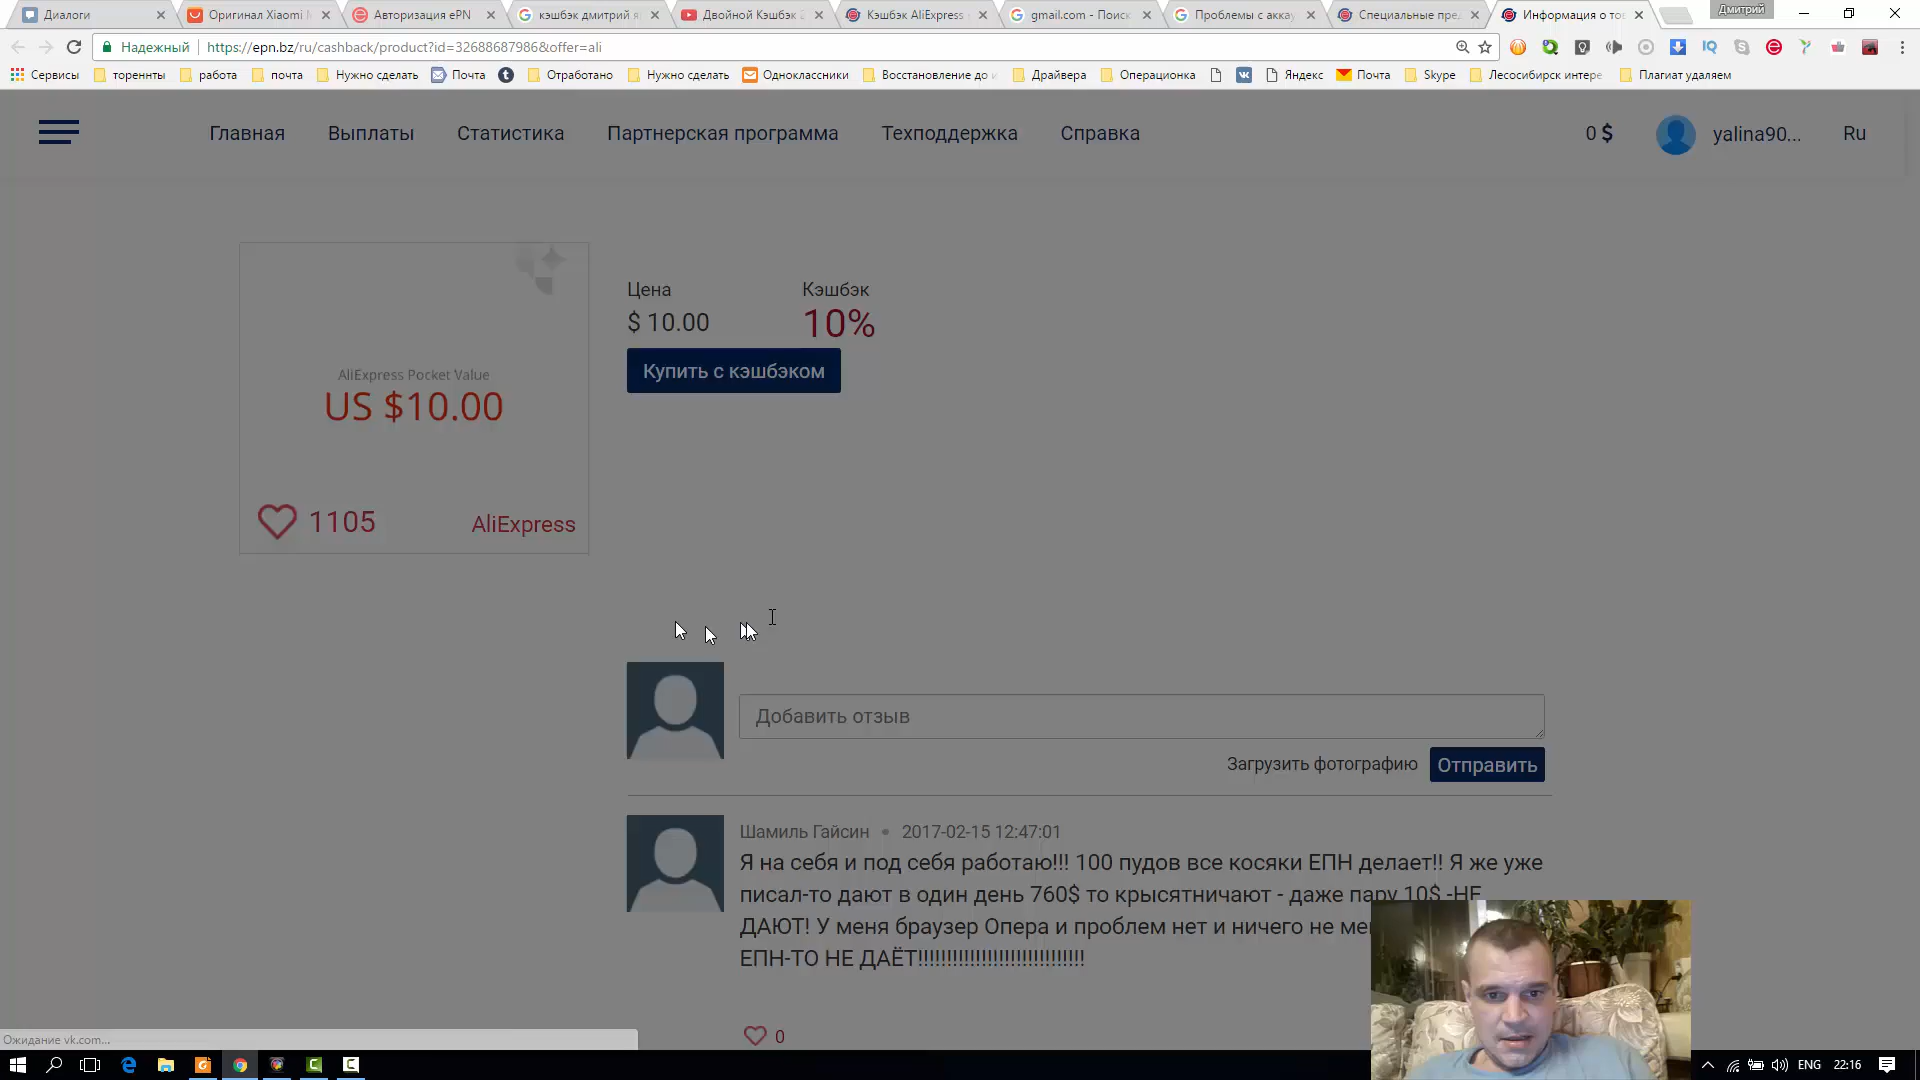 Диалоги
Оригинал Xiaomi M
Авторизация ePN
кэшбэк дмитрий я
Двойной Кэшбэк 2
Кэшбэк AliExpress
gmail.com - Поиск
Проблемы с аккау
Специальные пре
Информация о то
Дмитрий
Надежный
https://epn.bz/ru/cashback/product?id=32688687986&offer=ali
Сервисы
тореннты
работа
почта
Нужно сделать
Почта
Отработано
Нужно сделать
Одноклассники
Восстановление до и
Драйвера
Операционка
Яндекс
Почта
Skype
Лесосибирск интере
Плагиат удаляем
Главная
Выплаты
Статистика
Партнерская программа
Техподдержка
Справка
0 $
yalina90...
Ru
Цена
Кэшбэк
$ 10.00
10%
Купить с кэшбэком
AliExpress Pocket Value
US $10.00
1105
AliExpress
Добавить отзыв
Загрузить фотографию
Отправить
Шамиль Гайсин • 2017-02-15 12:47:01
Я на себя и под себя работаю!!! 100 пудов все косяки ЕПН делает!! Я же уже
писал-то дают в один день 760$ то крысятничают - даже пару 10$ -НЕ
ДАЮТ! У меня браузер Опера и проблем нет и ничего не
ЕПН-ТО НЕ ДАЁТ!!!!!!!!!!!!!!!!!!!!!!!!!!!!
0
Ожидание vk.com...
ENG
22:16